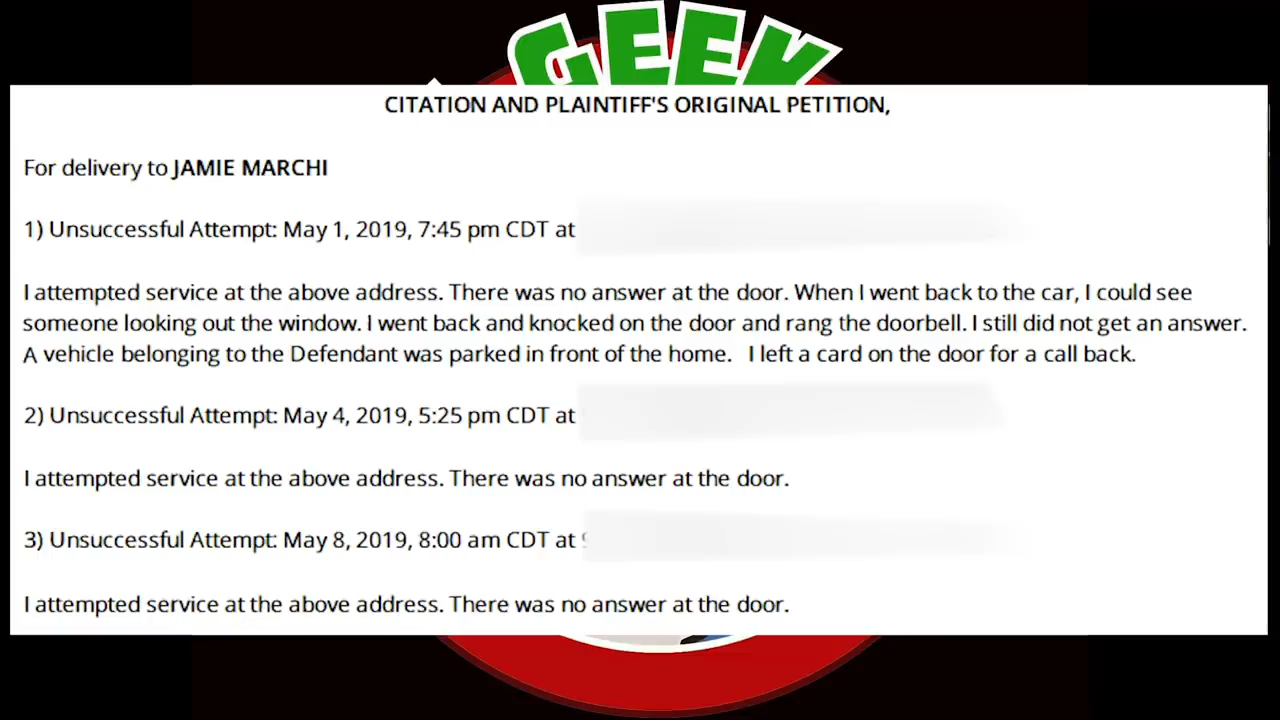 GEEK
CITATION AND PLAINTIFF'S ORIGINAL PETITION,
For delivery to JAMIE MARCHI
1) Unsuccessful Attempt: May 1, 2019, 7:45 pm CDT at
I attempted service at the above address. There was no answer at the door. When I went back to the car, I could see
someone looking out the window. I went back and knocked on the door and rang the doorbell. I still did not get an answer.
A vehicle belonging to the Defendant was parked in front of the home. I left a card on the door for a call back.
2) Unsuccessful Attempt: May 4, 2019, 5:25 pm CDT at
I attempted service at the above address. There was no answer at the door.
3) Unsuccessful Attempt: May 8, 2019, 8:00 am CDT at
I attempted service at the above address. There was no answer at the door.